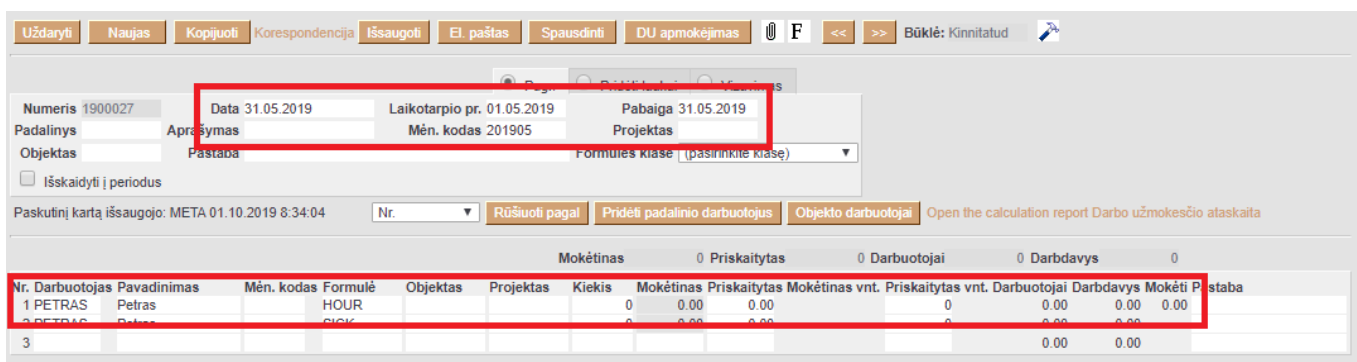 Uždaryti Naujas Kopijuoti Korespondencija Išsaugoti El. paštas Spausdinti DU apmokėjimas F << >> Būklė: Kinnitatud
Numeris 1900027 Data 31.05.2019 Laikotarpio pr. 01.05.2019 Pabaiga 31.05.2019
Padalinys Aprašymas Mėn. kodas 201905 Projektas
Objektas Pastaba Formulės klasė (pasirinkite klasę)
Išskaidyti į periodus
Paskutinį kartą išsaugojo: META 01.10.2019 8:34:04 Nr. Rūšiuoti pagal Pridėti padalinio darbuotojus Objekto darbuotojai Open the calculation report Darbo užmokesčio ataskaita
Mokėtinas 0 Priskaitytas 0 Darbuotojai 0 Darbdavys 0
Nr. Darbuotojas Pavadinimas Mėn. kodas Formulė Objektas Projektas Kiekis Mokėtinas Priskaitytas Mokėtinas vnt. Priskaitytas vnt. Darbuotojai Darbdavys Mokėti Pastaba
1 PETRAS Petras HOUR 0 0.00 0.00 0 0.00 0.00 0.00
3 0.00 0.00